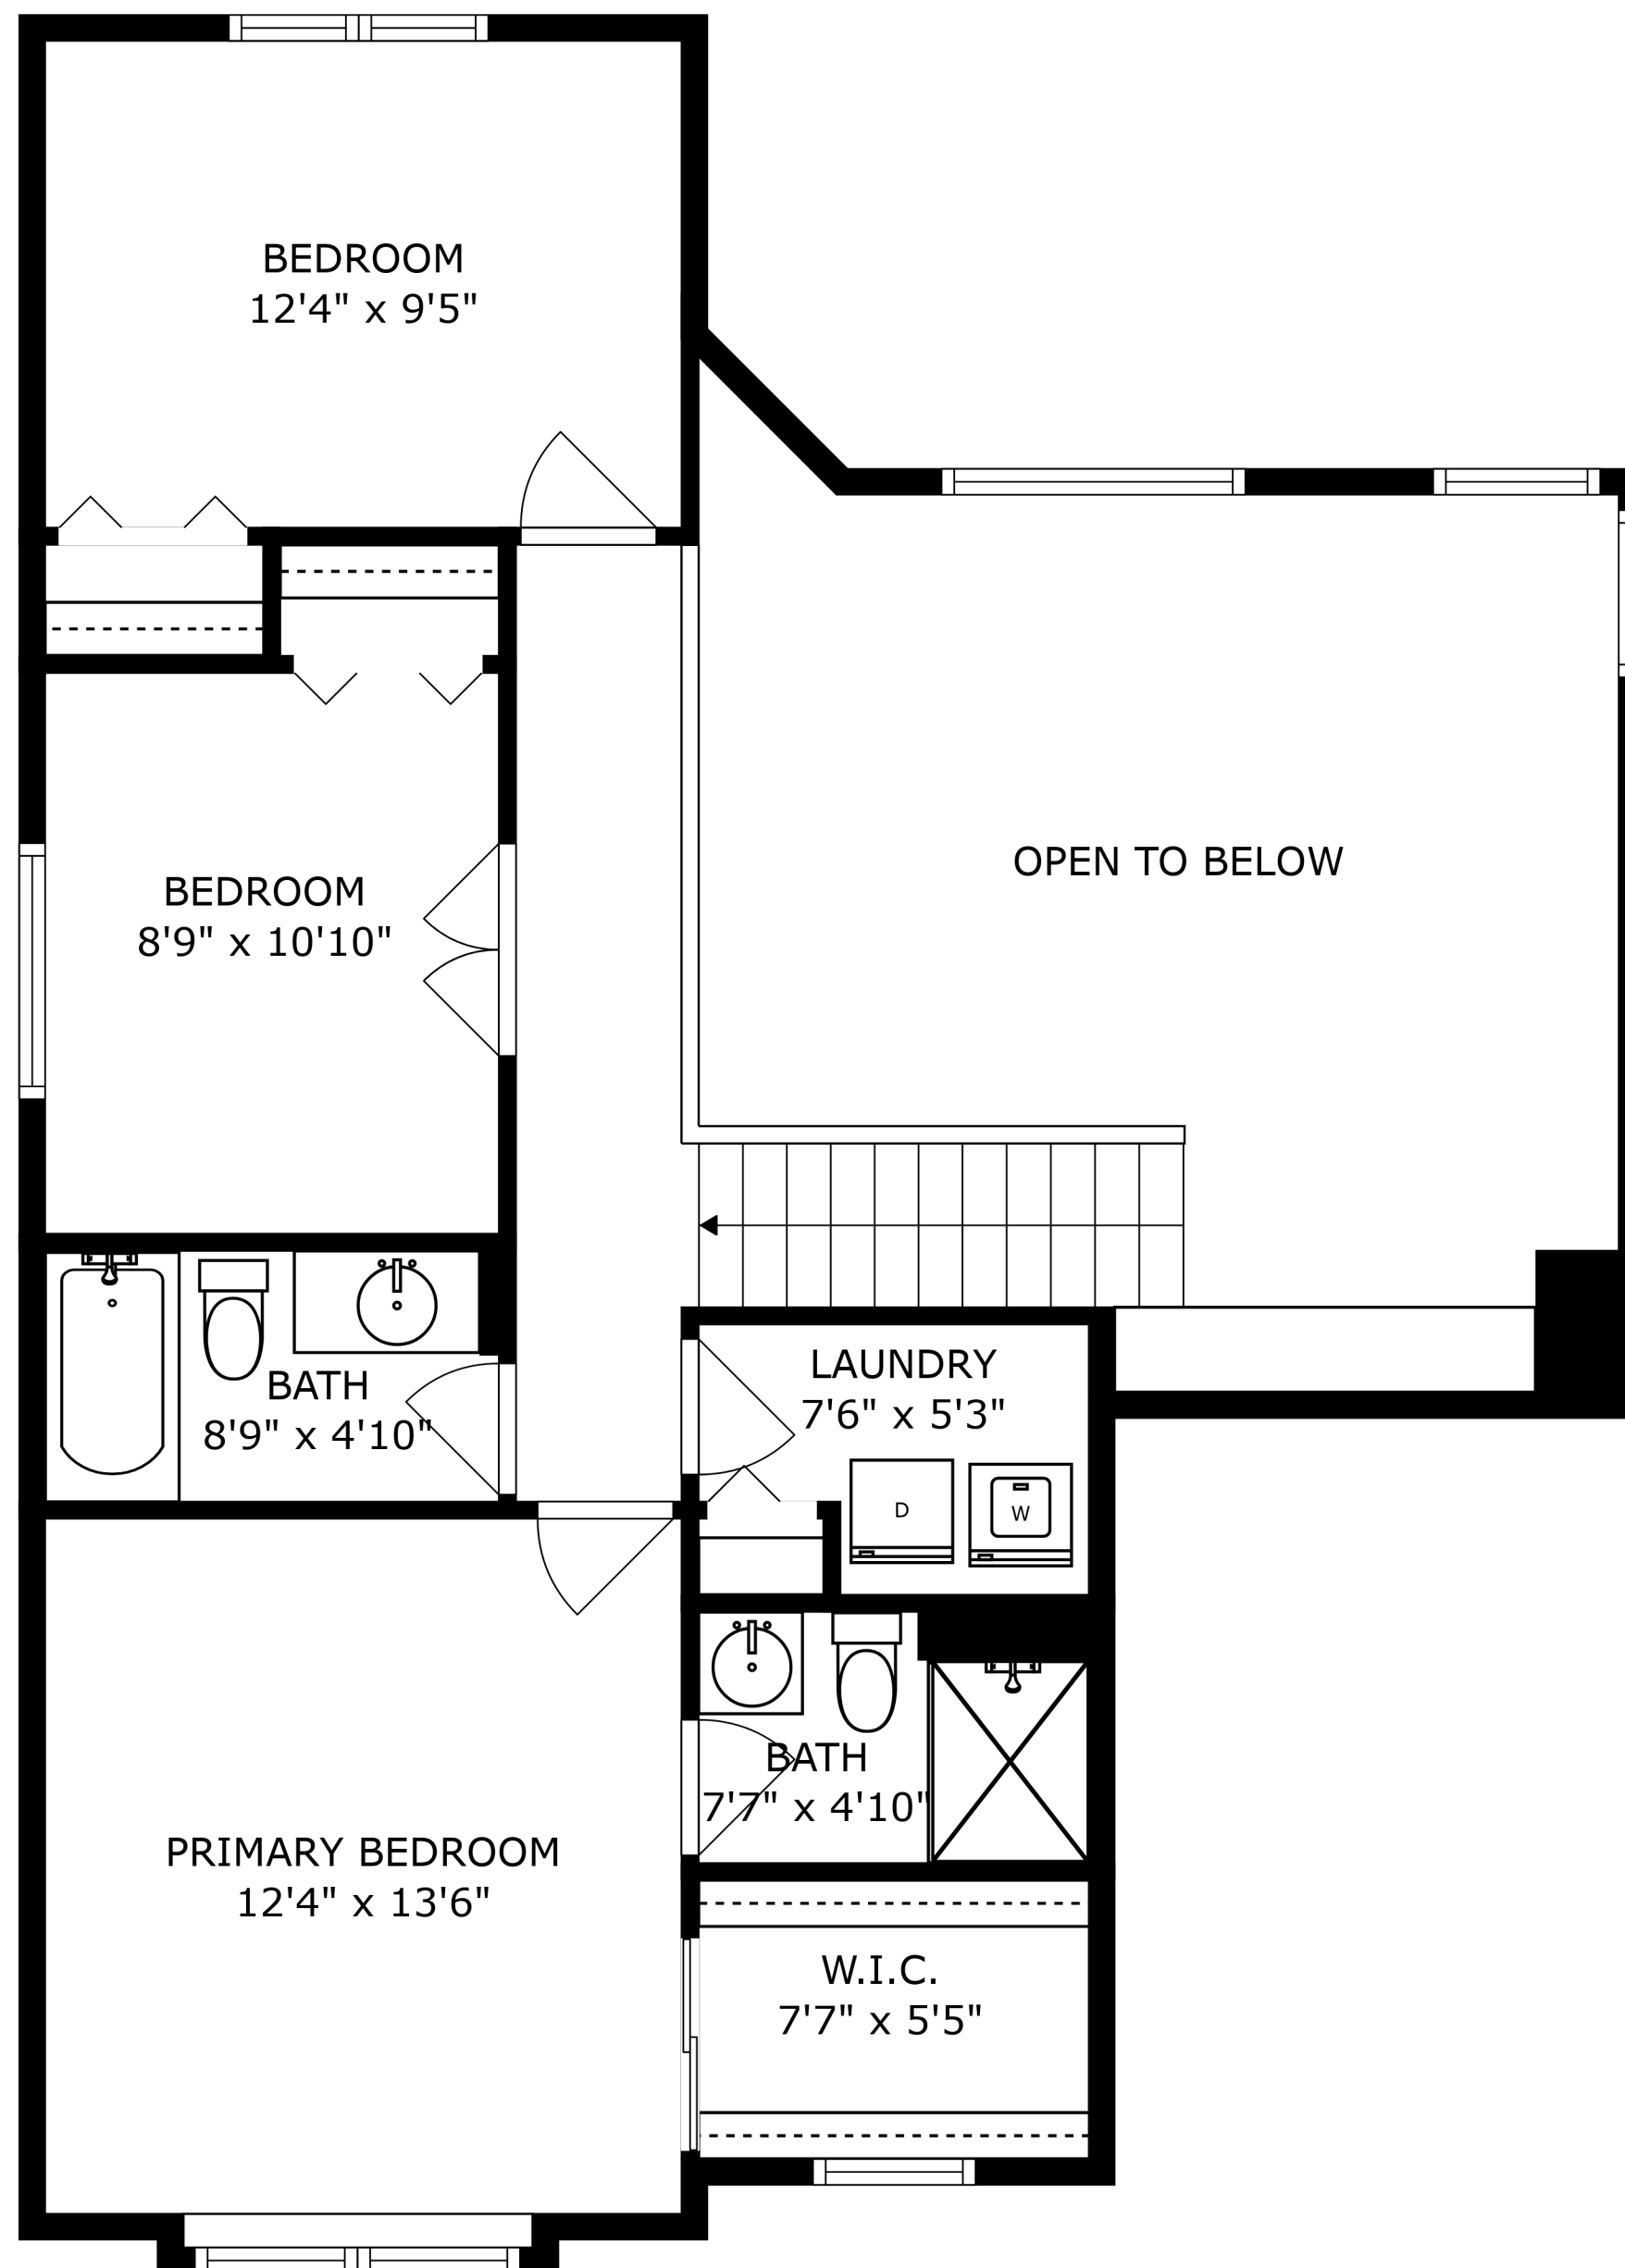 BEDROOM
12'4" x 9'5"
OPEN TO BELOW
BEDROOM
8'9" x 10'10"
LAUNDRY
7'6" x 5'3"
BATH
8'9" x 4'10"
D
W
BATH
7'7" x 4'10"
PRIMARY BEDROOM
12'4" x 13'6"
W.I.C.
7'7" x 5'5"